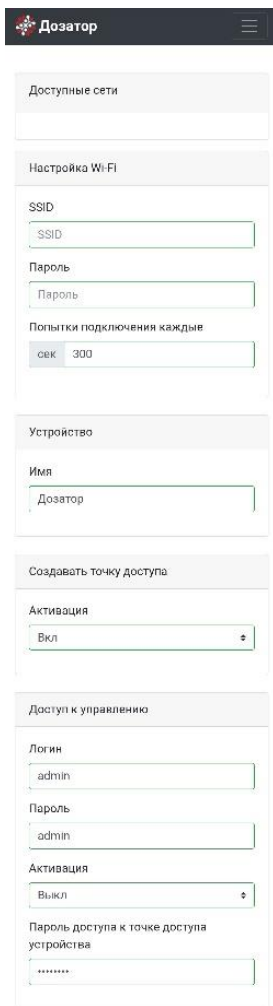 Дозатор
Доступные сети
Настройка Wi-Fi
SSID
SSID
Пароль
Пароль
Попытки подключения каждые
сек 300
Устройство
Имя
Дозатор
Создавать точку доступа
Активация
Вкл
Доступ к управлению
Логин
admin
Пароль
admin
Активация
Выкл
Пароль доступа к точке доступа
устройства
••••••••